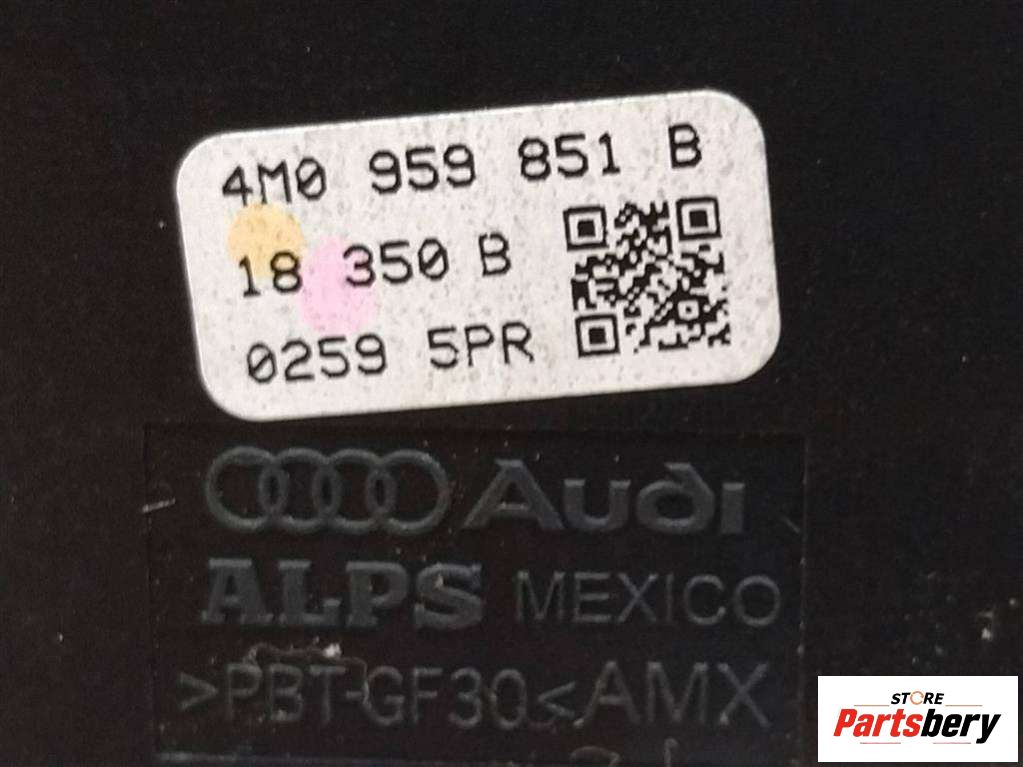 4M0 959 851 B
18 350 B
0259 5PR
Audi
ALPS MEXICO
>PBT-GF30<AMX
STORE
Partsbery